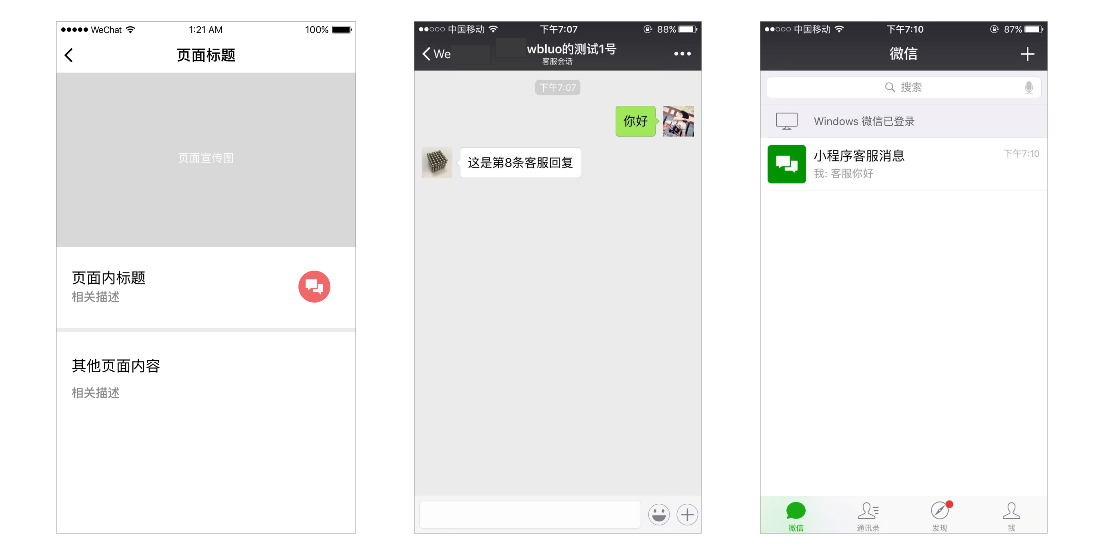 WeChat 1:21 AM 100%
页面标题
页面宣传图
页面内标题
相关描述
其他页面内容
相关描述
中国移动 下午7:07 88%
We wbluo的测试1号
客服会话
下午7:07
你好
这是第8条客服回复
中国移动 下午7:10 87%
微信
搜索
Windows 微信已登录
小程序客服消息 下午7:10
我: 客服你好
微信 通讯录 发现 我